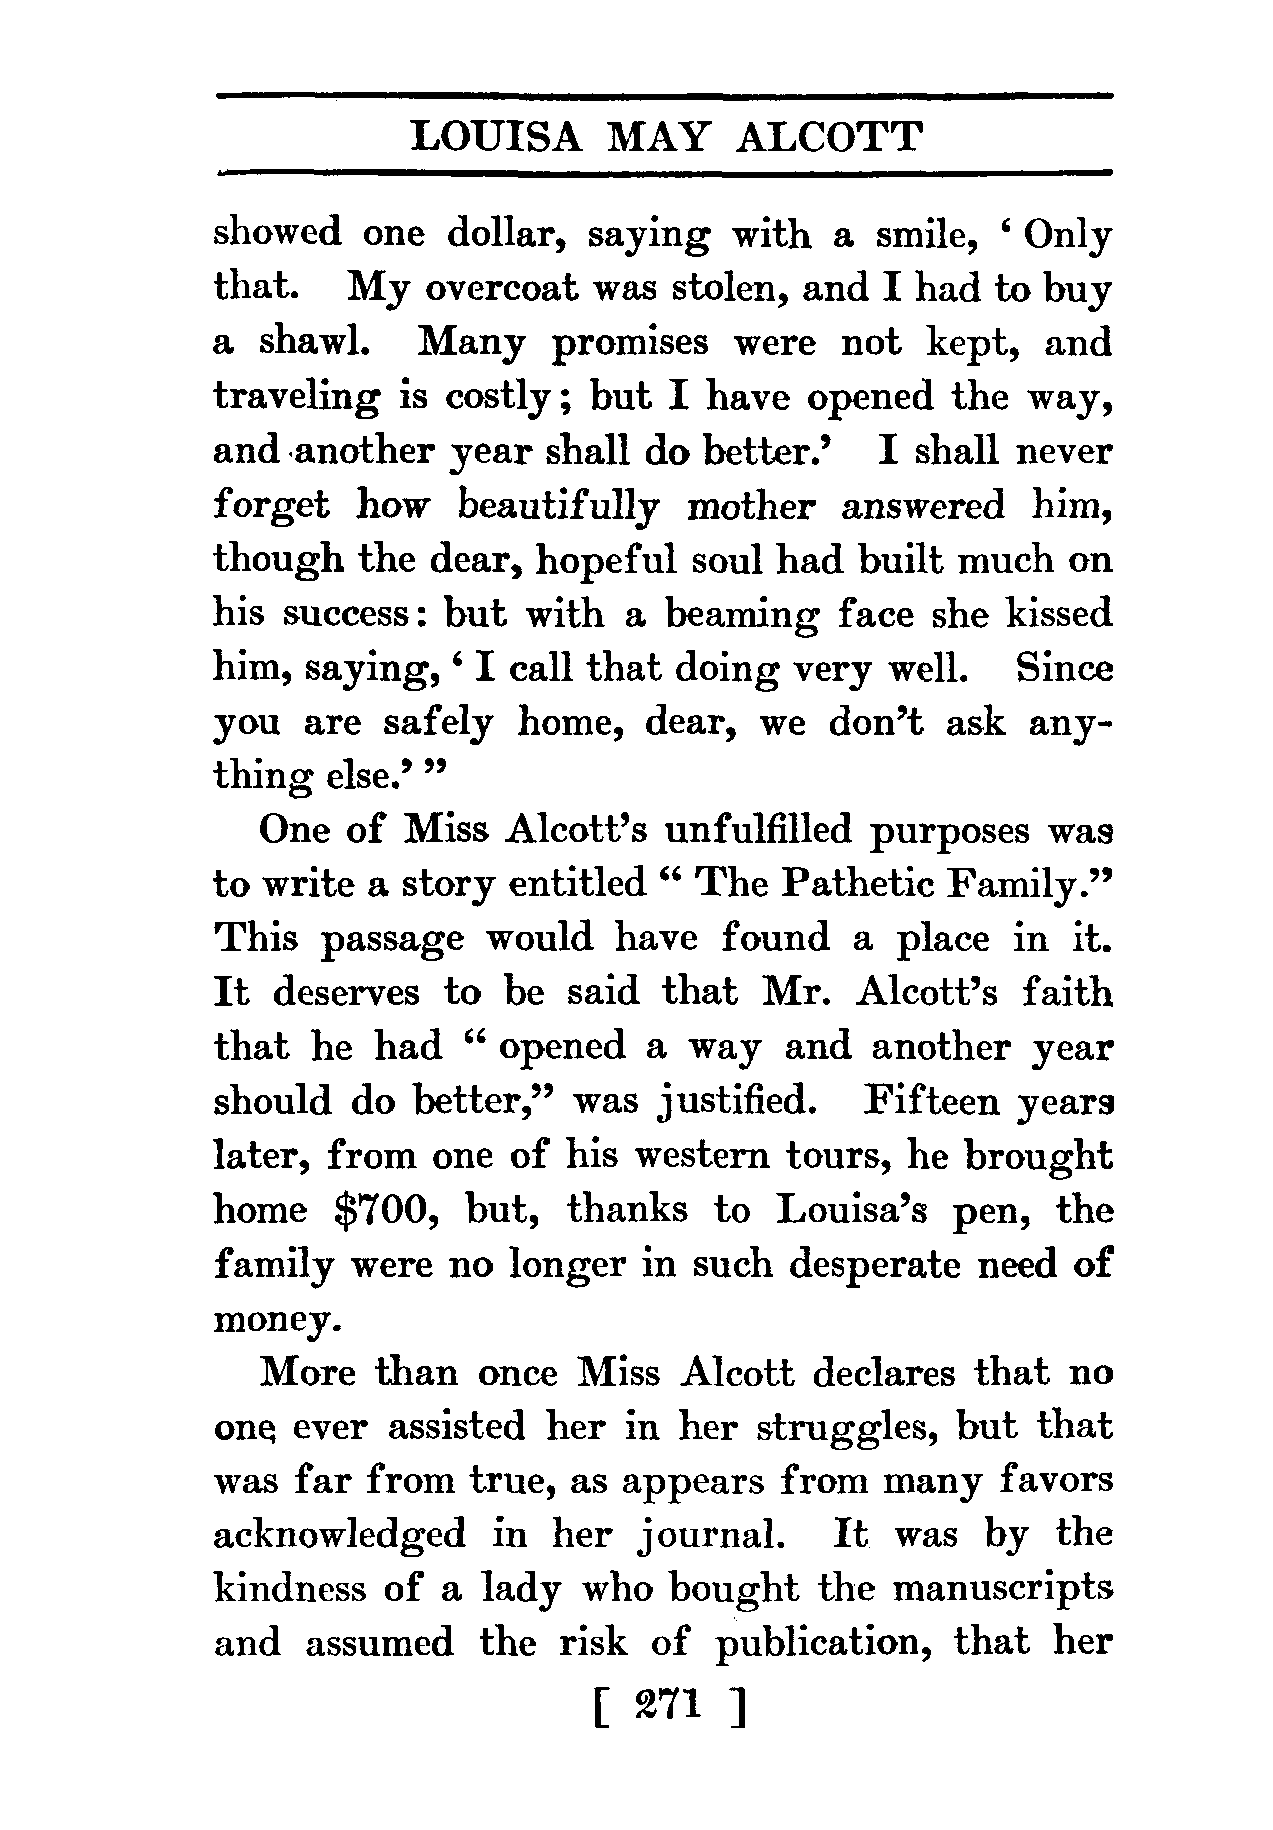 LOUISA MAY ALCOTT
showed one dollar, saying with a smile, ‘ Only
that. My overcoat was stolen, and I had to buy
a shawl. Many promises were not kept, and
traveling is costly; but I have opened the way,
and another year shall do better.’ I shall never
forget how beautifully mother answered him,
though the dear, hopeful soul had built much on
his success: but with a beaming face she kissed
him, saying, ‘ I call that doing very well. Since
you are safely home, dear, we don’t ask any-
thing else.’ ”
One of Miss Alcott’s unfulfilled purposes was
to write a story entitled “ The Pathetic Family.”
This passage would have found a place in it.
It deserves to be said that Mr. Alcott’s faith
that he had “ opened a way and another year
should do better,” was justified. Fifteen years
later, from one of his western tours, he brought
home $700, but, thanks to Louisa’s pen, the
family were no longer in such desperate need of
money.
More than once Miss Alcott declares that no
one ever assisted her in her struggles, but that
was far from true, as appears from many favors
acknowledged in her journal. It was by the
kindness of a lady who bought the manuscripts
and assumed the risk of publication, that her
[ 271 ]